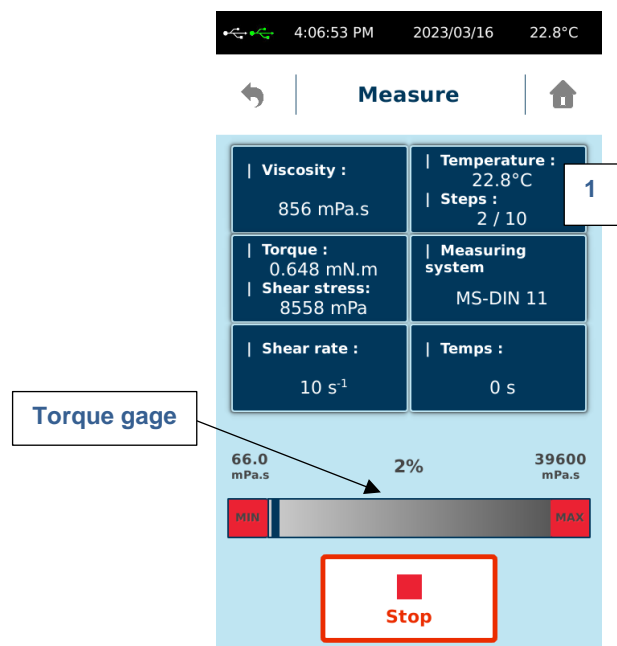 4:06:53 PM 2023/03/16 22.8°C
Measure
| Viscosity :
856 mPa.s
| Temperature :
22.8°C
| Steps :
2 / 10
1
| Torque :
0.648 mN.m
| Shear stress:
8558 mPa
| Measuring
system
MS-DIN 11
| Shear rate :
10 s⁻¹
| Temps :
0 s
Torque gage
66.0
mPa.s
2%
39600
mPa.s
MIN
MAX
Stop